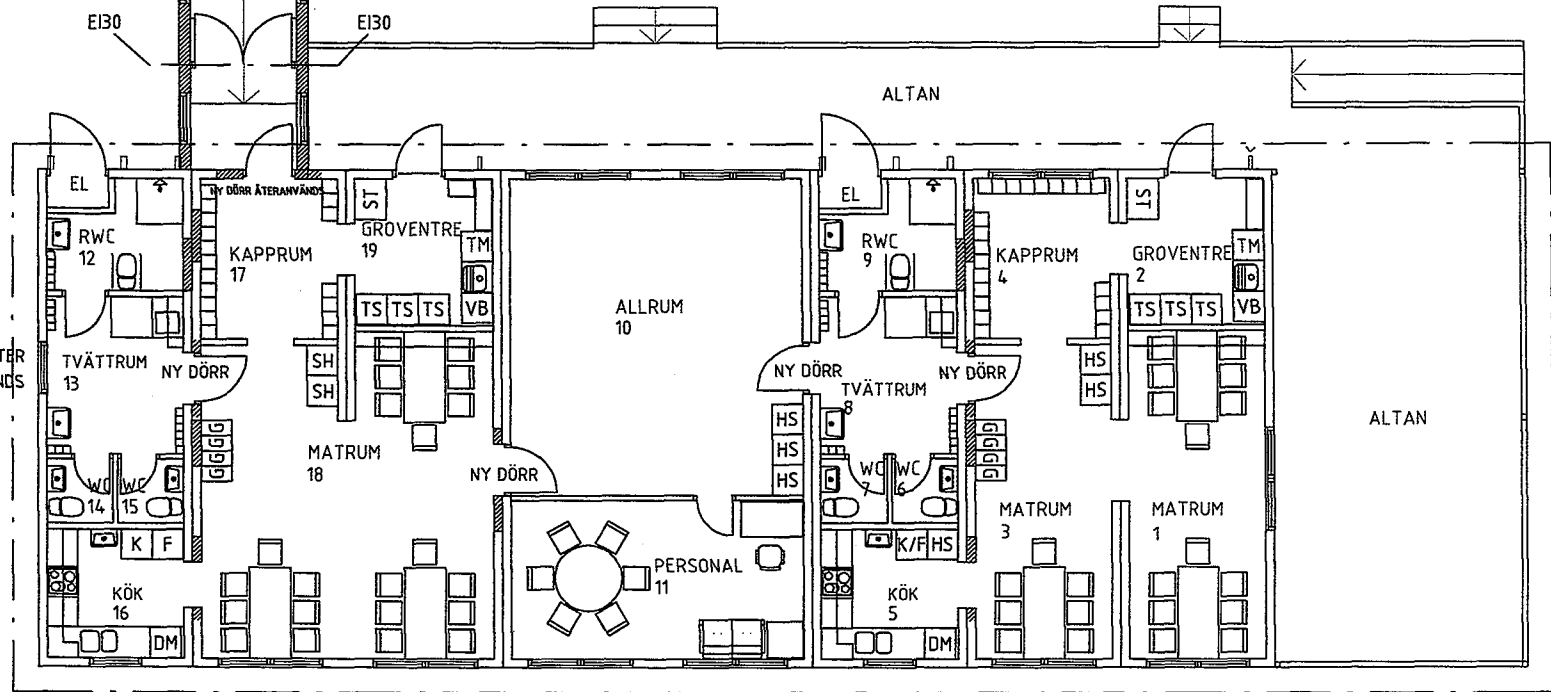 EI30
EI30
ALTAN
EL
NY DÖRR ÅTERANVÄNDS
ST
GROVENTRE
19
RWC
12
KAPPRUM
17
TM
TS TS TS
VB
ALLRUM
10
EL
RWC
9
KAPPRUM
4
ST
GROVENTRE
2
TM
TS TS TS
VB
TVÄTTRUM
13
NY DÖRR
SH
SH
NY DÖRR
TVÄTTRUM
8
NY DÖRR
HS
HS
ALTAN
G
G
G
G
MATRUM
18
NY DÖRR
HS
HS
HS
G
G
G
G
WC
14
WC
15
WC
7
WC
6
MATRUM
3
MATRUM
1
K F
KÖK
16
DM
PERSONAL
11
K/F HS
KÖK
5
DM